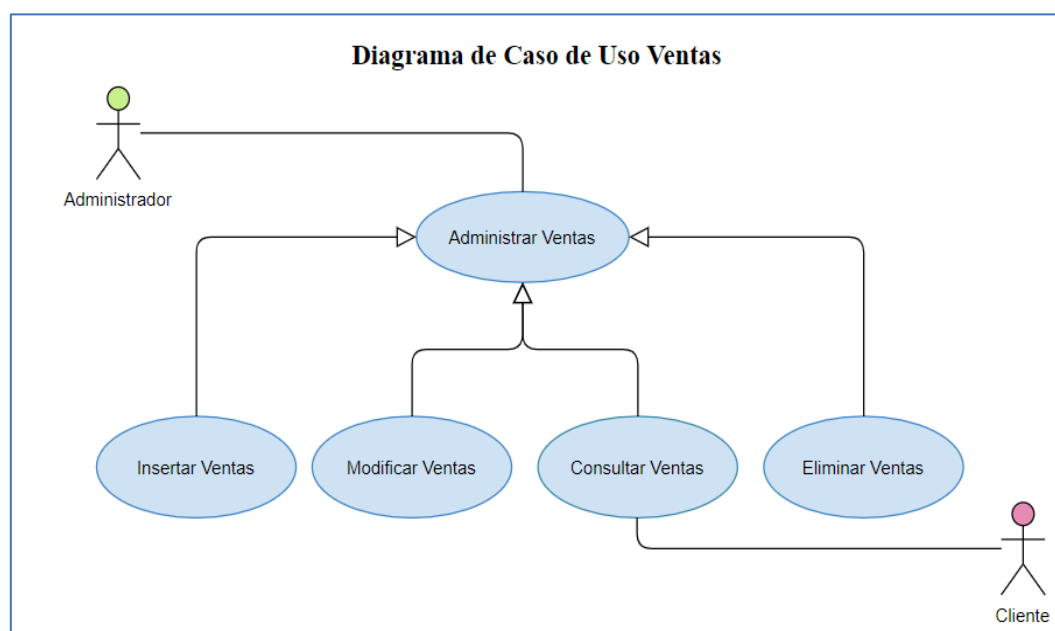 Diagrama de Caso de Uso Ventas
Administrador
Administrar Ventas
Insertar Ventas
Modificar Ventas
Consultar Ventas
Eliminar Ventas
Cliente